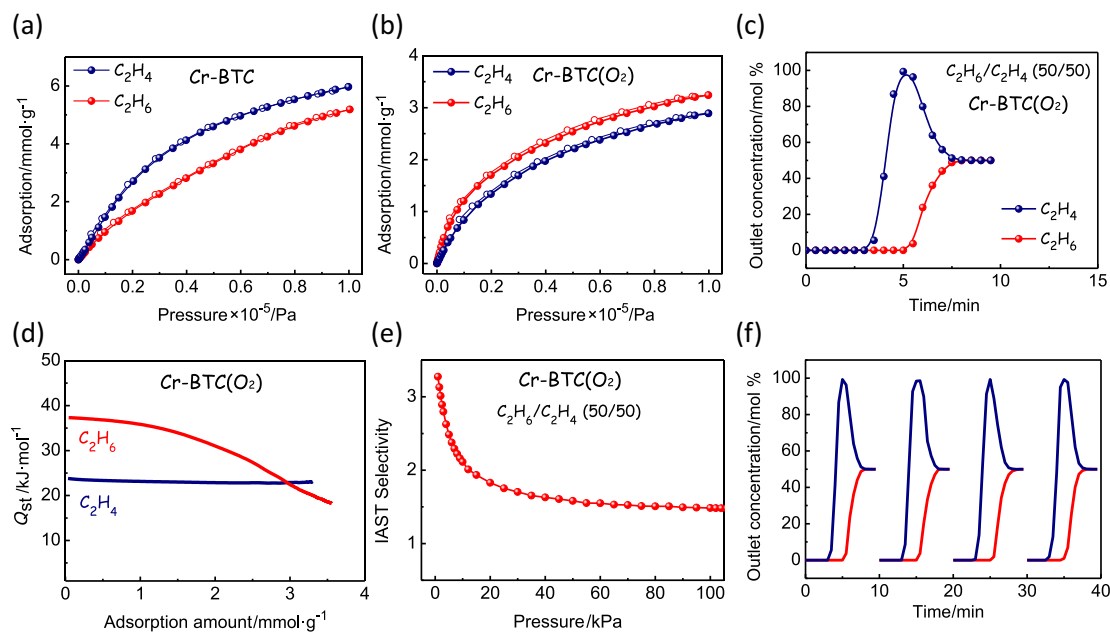 (a)
Adsorption/mmol·g⁻¹
6
4
2
0
C₂H₄
C₂H₆
Cr-BTC
0.0 0.2 0.4 0.6 0.8 1.0
Pressure×10⁻⁵/Pa
(b)
Adsorption/mmol·g⁻¹
4
3
2
1
0
C₂H₄
C₂H₆
Cr-BTC(O₂)
0.0 0.2 0.4 0.6 0.8 1.0
Pressure×10⁻⁵/Pa
(c)
Outlet concentration/mol %
100
80
60
40
20
0
C₂H₆/C₂H₄ (50/50)
Cr-BTC(O₂)
C₂H₄
C₂H₆
0 5 10 15
Time/min
(d)
Qst /kJ·mol⁻¹
50
40
30
20
10
Cr-BTC(O₂)
C₂H₆
C₂H₄
0 1 2 3 4
Adsorption amount/mmol·g⁻¹
(e)
IAST Selectivity
3
2
1
Cr-BTC(O₂)
C₂H₆/C₂H₄ (50/50)
0 20 40 60 80 100
Pressure/kPa
(f)
Outlet concentration/mol %
100
80
60
40
20
0
0 10 20 30 40
Time/min